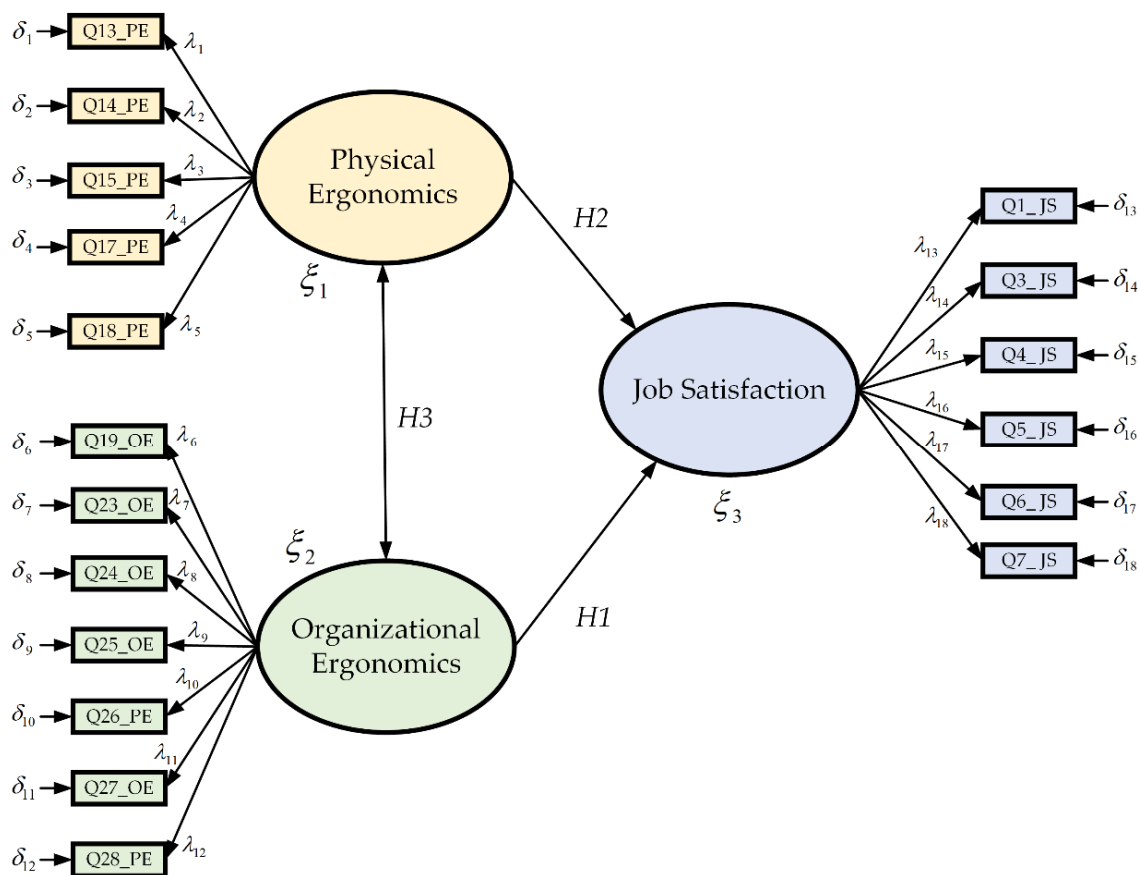 δ1 Q13_PE λ1
δ2 Q14_PE λ2
δ3 Q15_PE λ3
δ4 Q17_PE λ4
δ5 Q18_PE λ5
Physical
Ergonomics
ξ1
H2
H3
δ6 Q19_OE λ6
δ7 Q23_OE λ7
δ8 Q24_OE λ8
δ9 Q25_OE λ9
δ10 Q26_PE λ10
δ11 Q27_OE λ11
δ12 Q28_PE λ12
ξ2
Organizational
Ergonomics
H1
Job Satisfaction
ξ3
λ13 Q1_JS δ13
λ14 Q3_JS δ14
λ15 Q4_JS δ15
λ16 Q5_JS δ16
λ17 Q6_JS δ17
λ18 Q7_JS δ18